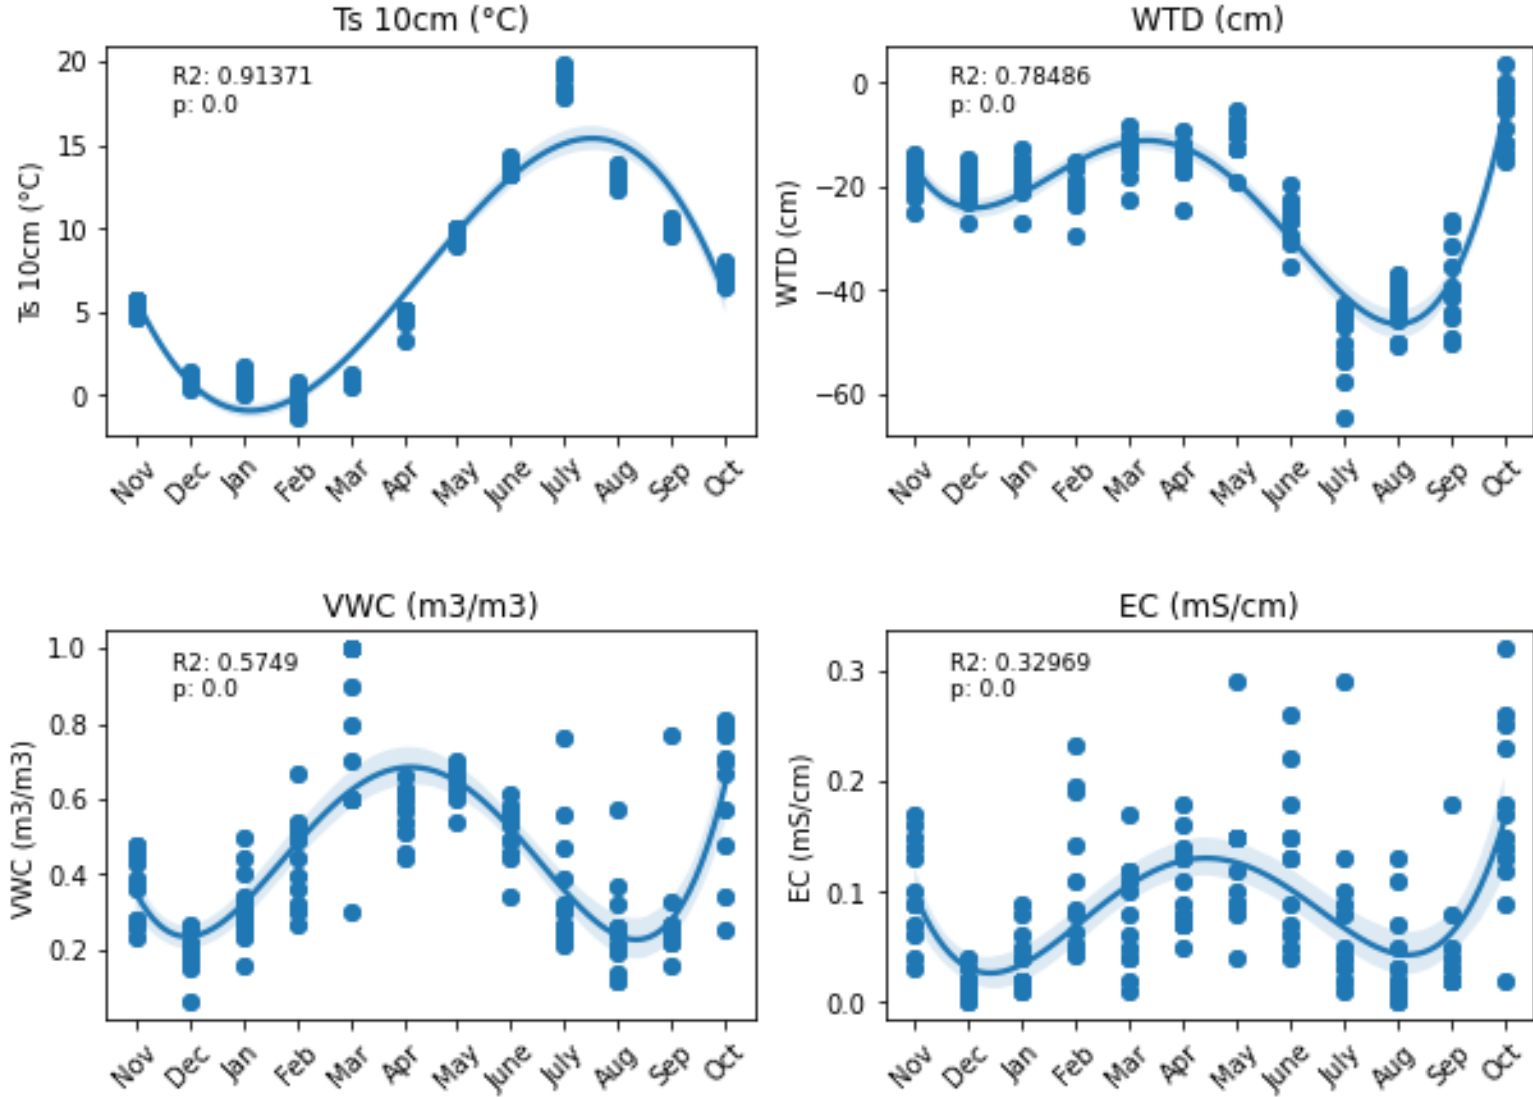 Ts 10cm (°C)
R2: 0.91371
p: 0.0
Ts 10cm (°C)
20
15
10
5
0
Nov Dec Jan Feb Mar Apr May June July Aug Sep Oct
WTD (cm)
R2: 0.78486
p: 0.0
WTD (cm)
0
−20
−40
−60
Nov Dec Jan Feb Mar Apr May June July Aug Sep Oct
VWC (m3/m3)
R2: 0.5749
p: 0.0
VWC (m3/m3)
1.0
0.8
0.6
0.4
0.2
Nov Dec Jan Feb Mar Apr May June July Aug Sep Oct
EC (mS/cm)
R2: 0.32969
p: 0.0
EC (mS/cm)
0.3
0.2
0.1
0.0
Nov Dec Jan Feb Mar Apr May June July Aug Sep Oct